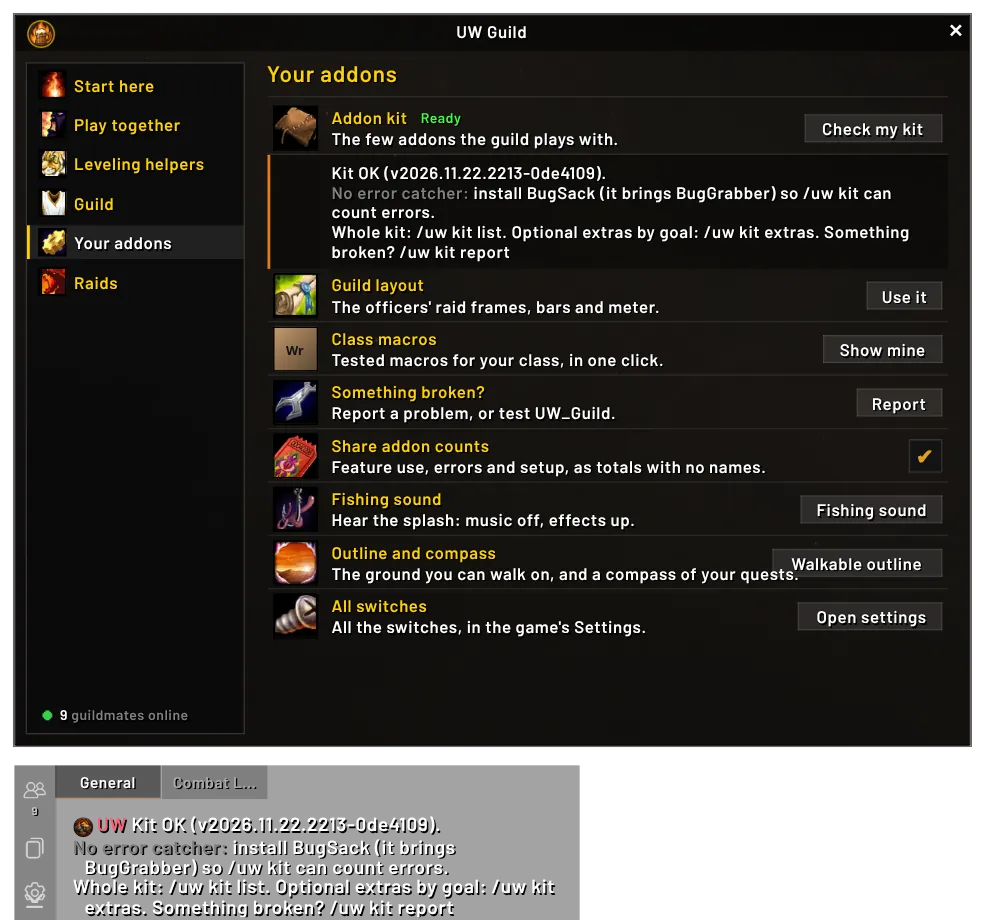 UW Guild
Start here
Play together
Leveling helpers
Guild
Your addons
Raids
9 guildmates online
Your addons
Addon kit Ready
The few addons the guild plays with.
Check my kit
Kit OK (v2026.11.22.2213-0de4109).
No error catcher: install BugSack (it brings BugGrabber) so /uw kit can
count errors.
Whole kit: /uw kit list. Optional extras by goal: /uw kit extras. Something
broken? /uw kit report
Guild layout
The officers' raid frames, bars and meter.
Use it
Wr
Class macros
Tested macros for your class, in one click.
Show mine
Something broken?
Report a problem, or test UW_Guild.
Report
Share addon counts
Feature use, errors and setup, as totals with no names.
Fishing sound
Hear the splash: music off, effects up.
Fishing sound
Outline and compass
The ground you can walk on, and a compass of your quests.
Walkable outline
All switches
All the switches, in the game's Settings.
Open settings
General
Combat L...
9
UW Kit OK (v2026.11.22.2213-0de4109).
No error catcher: install BugSack (it brings
BugGrabber) so /uw kit can count errors.
Whole kit: /uw kit list. Optional extras by goal: /uw kit
extras. Something broken? /uw kit report